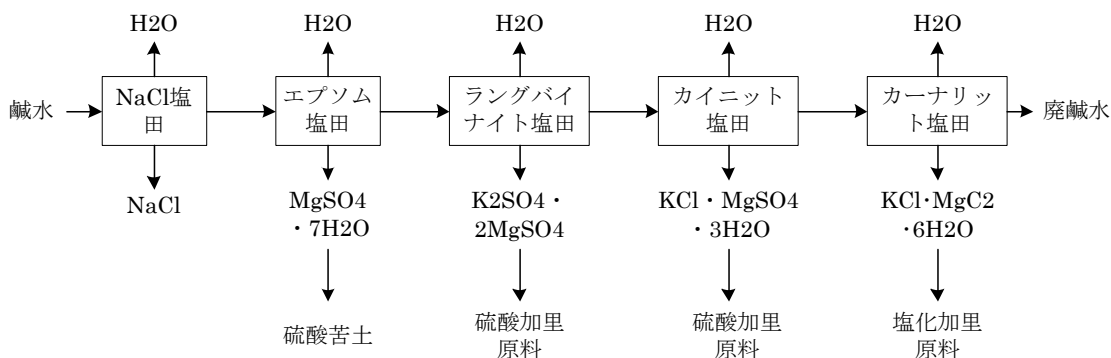 H2O
H2O
H2O
H2O
H2O
鹹水
NaCl塩
田
エプソム
塩田
ラングバイ
ナイト塩田
カイニット
塩田
カーナリッ
ト塩田
廃鹹水
NaCl
MgSO4
・7H2O
K2SO4・
2MgSO4
KCl・MgSO4
・3H2O
KCl·MgC2
·6H2O
硫酸苦土
硫酸加里
原料
硫酸加里
原料
塩化加里
原料